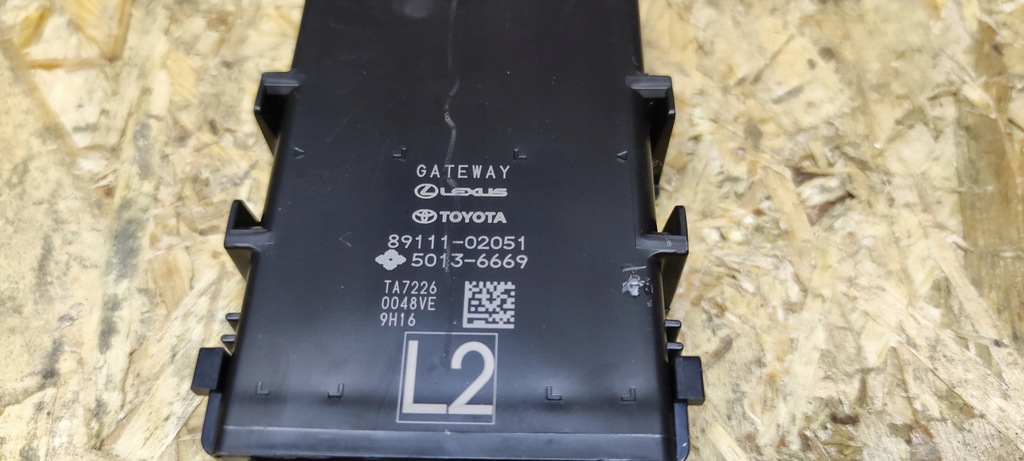 GATEWAY
LEXUS
TOYOTA
89111-02051
5013-6669
TA7226
0048VE
9H16
L2